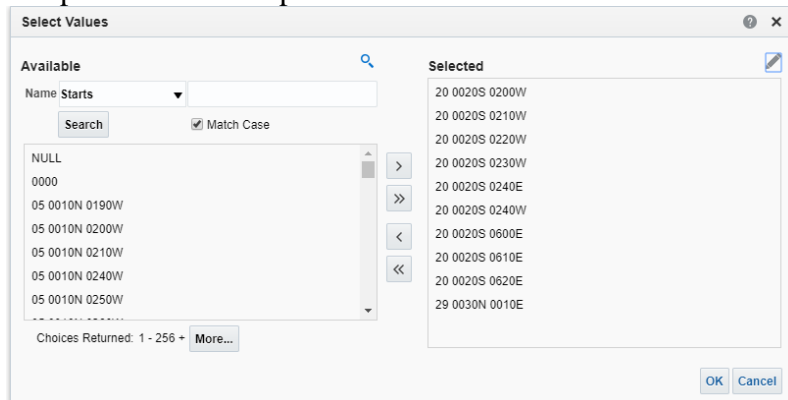 Select Values
Available
Name Starts
Search Match Case
NULL
0000
05 0010N 0190W
05 0010N 0200W
05 0010N 0210W
05 0010N 0240W
05 0010N 0250W
Choices Returned: 1 - 256 + More...
Selected
20 0020S 0200W
20 0020S 0210W
20 0020S 0220W
20 0020S 0230W
20 0020S 0240E
20 0020S 0240W
20 0020S 0600E
20 0020S 0610E
20 0020S 0620E
29 0030N 0010E
OK Cancel